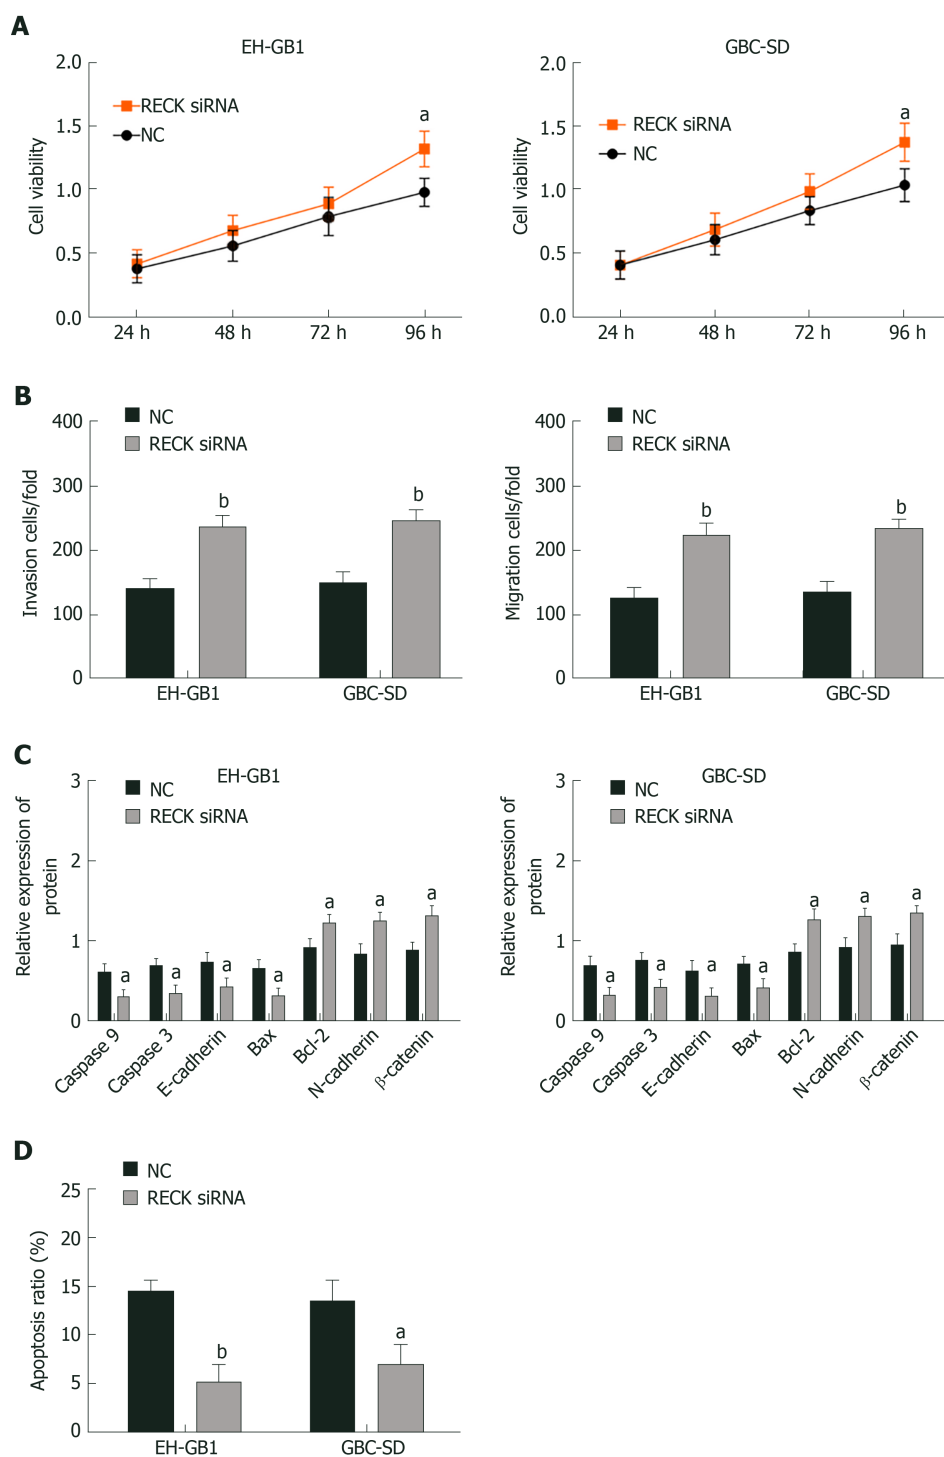 A
EH-GB1
GBC-SD
2.0
1.5
1.0
0.5
0.0
Cell viability
RECK siRNA
NC
a
24 h
48 h
72 h
96 h
2.0
1.5
1.0
0.5
0.0
Cell viability
RECK siRNA
NC
a
24 h
48 h
72 h
96 h
B
NC
RECK siRNA
400
300
200
100
0
Invasion cells/fold
b
b
EH-GB1
GBC-SD
NC
RECK siRNA
400
300
200
100
0
Migration cells/fold
b
b
EH-GB1
GBC-SD
C
EH-GB1
NC
RECK siRNA
3
2
1
0
Relative expression of
protein
a
a
a
a
a
a
a
Caspase 9
Caspase 3
E-cadherin
Bax
Bcl-2
N-cadherin
β-catenin
GBC-SD
NC
RECK siRNA
3
2
1
0
Relative expression of
protein
a
a
a
a
a
a
a
Caspase 9
Caspase 3
E-cadherin
Bax
Bcl-2
N-cadherin
β-catenin
D
NC
RECK siRNA
25
20
15
10
5
0
Apoptosis ratio (%)
b
a
EH-GB1
GBC-SD